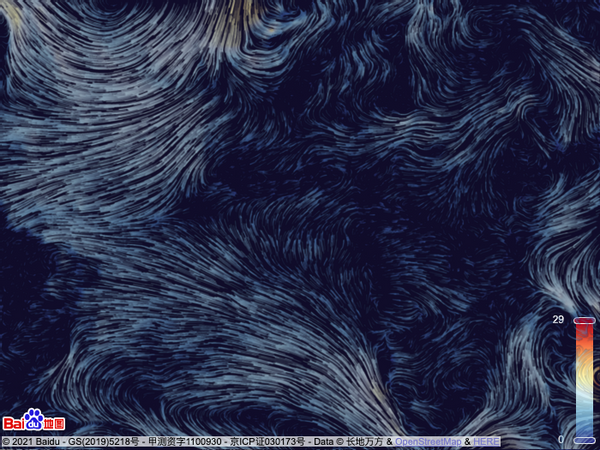 29
0
Bai du 地图
© 2021 Baidu - GS(2019)5218号 - 甲测资字1100930 - 京ICP证030173号 - Data © 长地万方 & OpenStreetMap & HERE